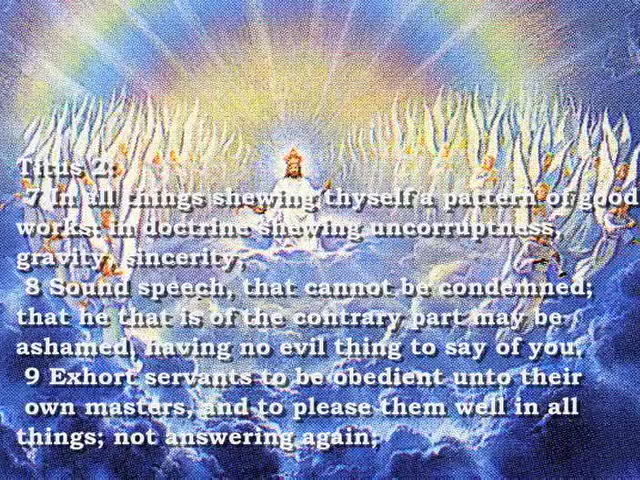 Titus 2:
7 In all things shewing thyself a pattern of good
works: in doctrine shewing uncorruptness,
gravity, sincerity,
8 Sound speech, that cannot be condemned;
that he that is of the contrary part may be
ashamed, having no evil thing to say of you.
9 Exhort servants to be obedient unto their
own masters, and to please them well in all
things; not answering again;